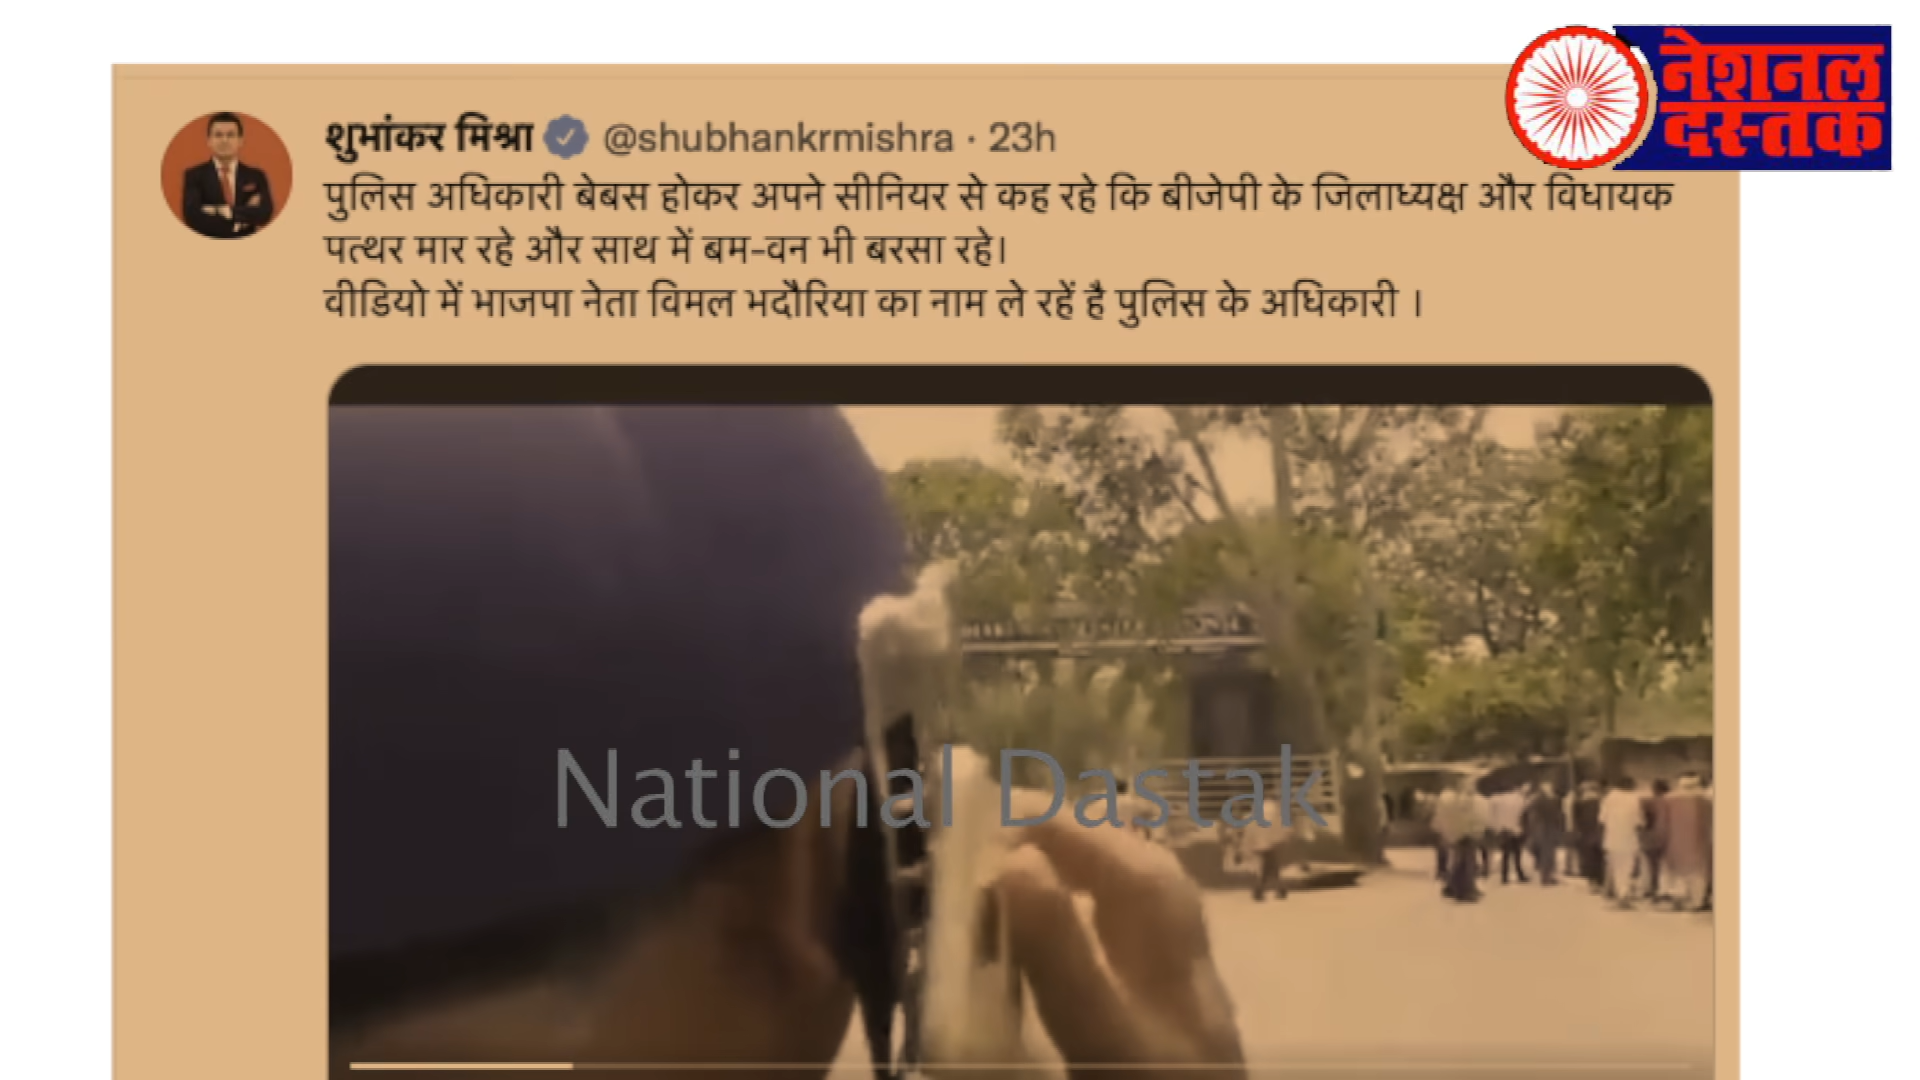 नेशनल
दस्तक
शुभांकर मिश्रा @shubhankrmishra · 23h
पुलिस अधिकारी बेबस होकर अपने सीनियर से कह रहे कि बीजेपी के जिलाध्यक्ष और विधायक
पत्थर मार रहे और साथ में बम-वन भी बरसा रहे।
वीडियो में भाजपा नेता विमल भदौरिया का नाम ले रहें है पुलिस के अधिकारी ।
National Dastak